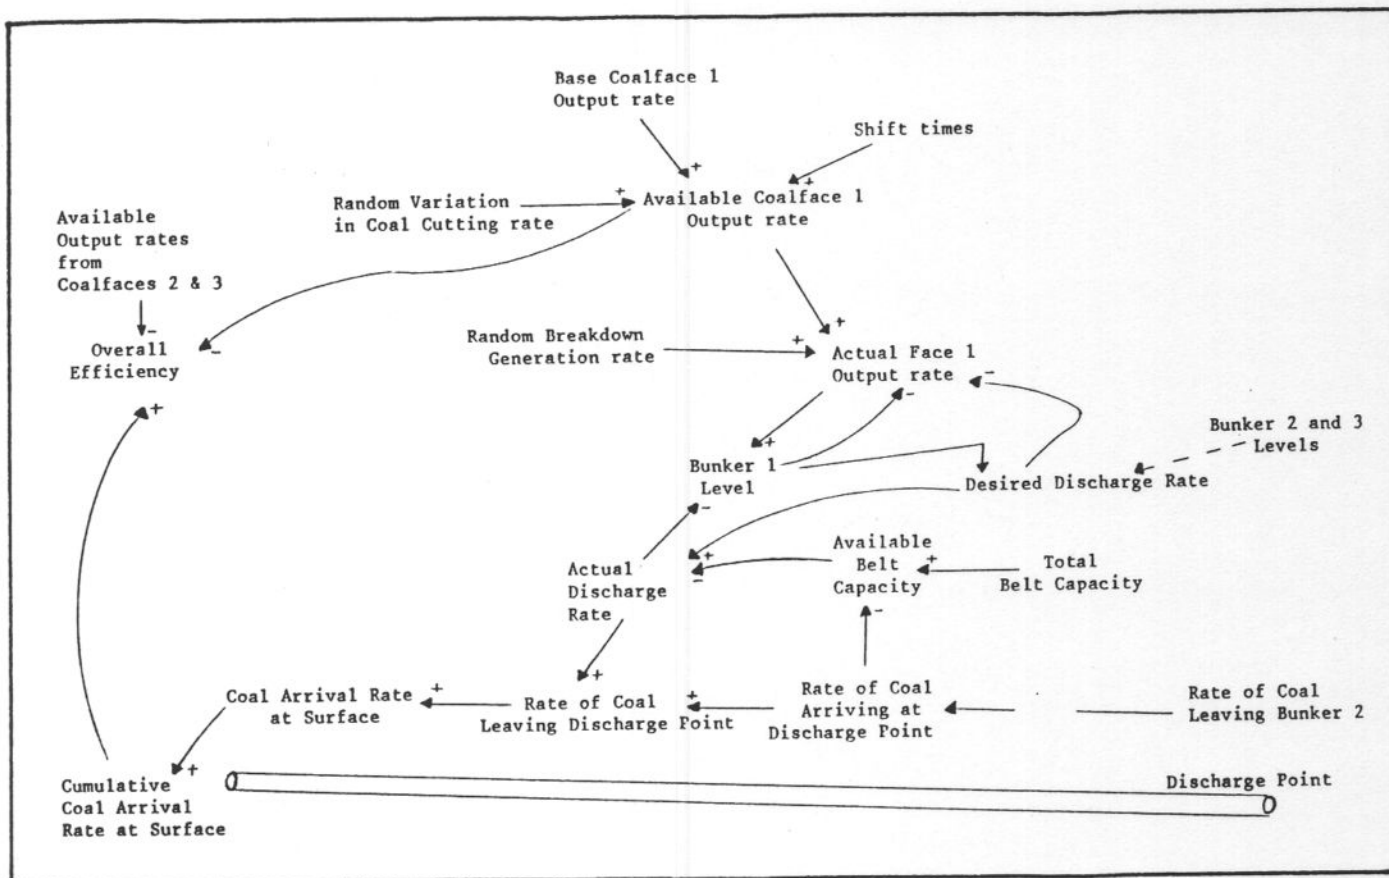 Base Coalface 1
Output rate
Shift times
+
+
+
Random Variation
in Coal Cutting rate
Available Coalface 1
Output rate
Available
Output rates
from
Coalfaces 2 & 3
-
Overall
Efficiency
-
+
Random Breakdown
Generation rate
+
+
Actual Face 1
Output rate
-
-
+
Bunker 1
Level
-
Bunker 2 and 3
Levels
Desired Discharge Rate
Actual
Discharge
Rate
+
-
Available
Belt
Capacity
+
-
Total
Belt Capacity
Coal Arrival Rate
at Surface
+
+
Rate of Coal
Leaving Discharge Point
+
Rate of Coal
Arriving at
Discharge Point
Rate of Coal
Leaving Bunker 2
+
Cumulative
Coal Arrival
Rate at Surface
Discharge Point